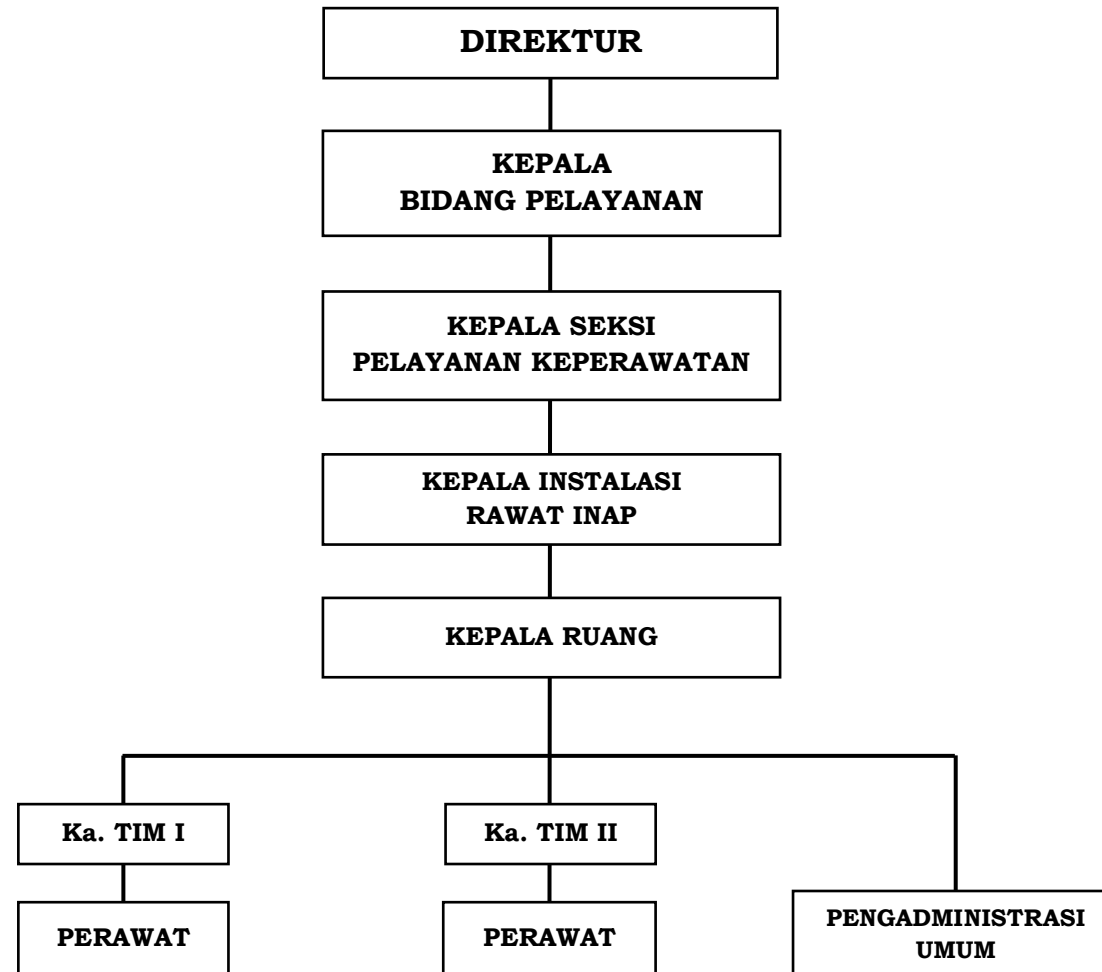 DIREKTUR
KEPALA
BIDANG PELAYANAN
KEPALA SEKSI
PELAYANAN KEPERAWATAN
KEPALA INSTALASI
RAWAT INAP
KEPALA RUANG
Ka. TIM I
Ka. TIM II
PERAWAT
PERAWAT
PENGADMINISTRASI
UMUM